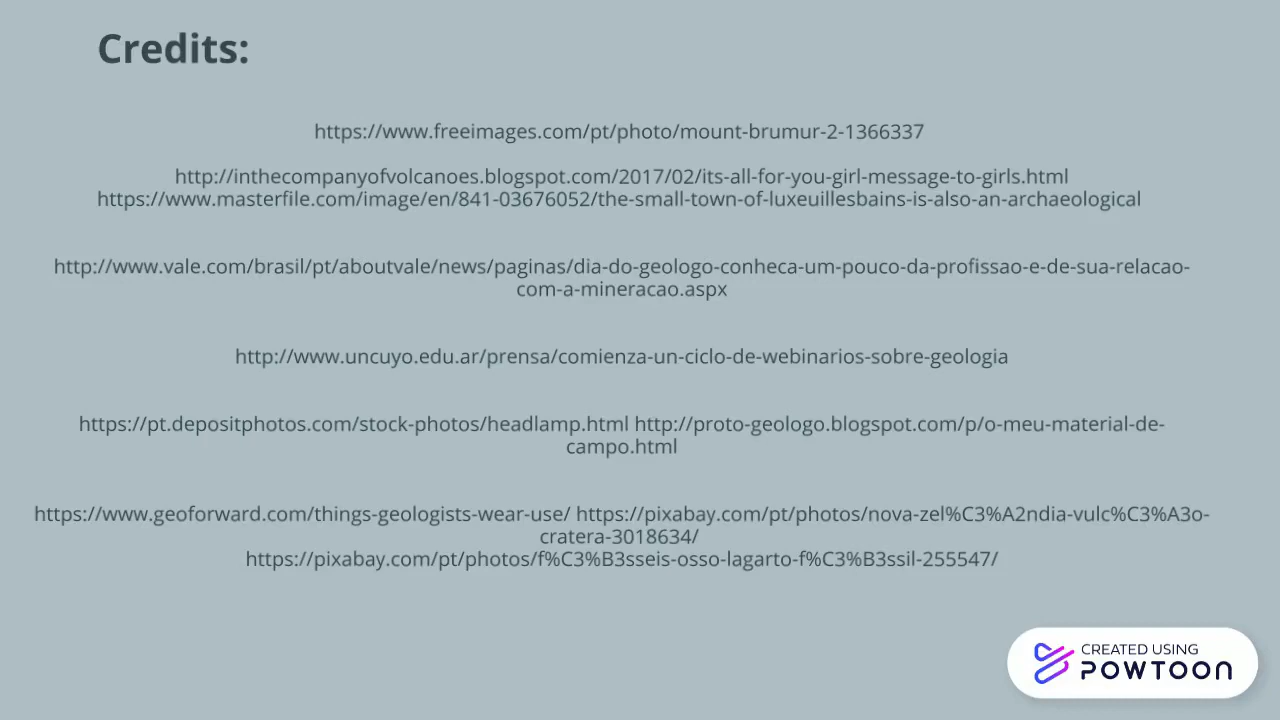 Credits:
https://www.freeimages.com/pt/photo/mount-brumur-2-1366337
http://inthecompanyofvolcanoes.blogspot.com/2017/02/its-all-for-you-girl-message-to-girls.html
https://www.masterfile.com/image/en/841-03676052/the-small-town-of-luxeuillesbains-is-also-an-archaeological
http://www.vale.com/brasil/pt/aboutvale/news/paginas/dia-do-geologo-conheca-um-pouco-da-profissao-e-de-sua-relacao-
com-a-mineracao.aspx
http://www.uncuyo.edu.ar/prensa/comienza-un-ciclo-de-webinarios-sobre-geologia
https://pt.depositphotos.com/stock-photos/headlamp.html http://proto-geologo.blogspot.com/p/o-meu-material-de-
campo.html
https://www.geoforward.com/things-geologists-wear-use/ https://pixabay.com/pt/photos/nova-zel%C3%A2ndia-vulc%C3%A3o-
cratera-3018634/
https://pixabay.com/pt/photos/f%C3%B3sseis-osso-lagarto-f%C3%B3ssil-255547/
CREATED USING
POWTOON